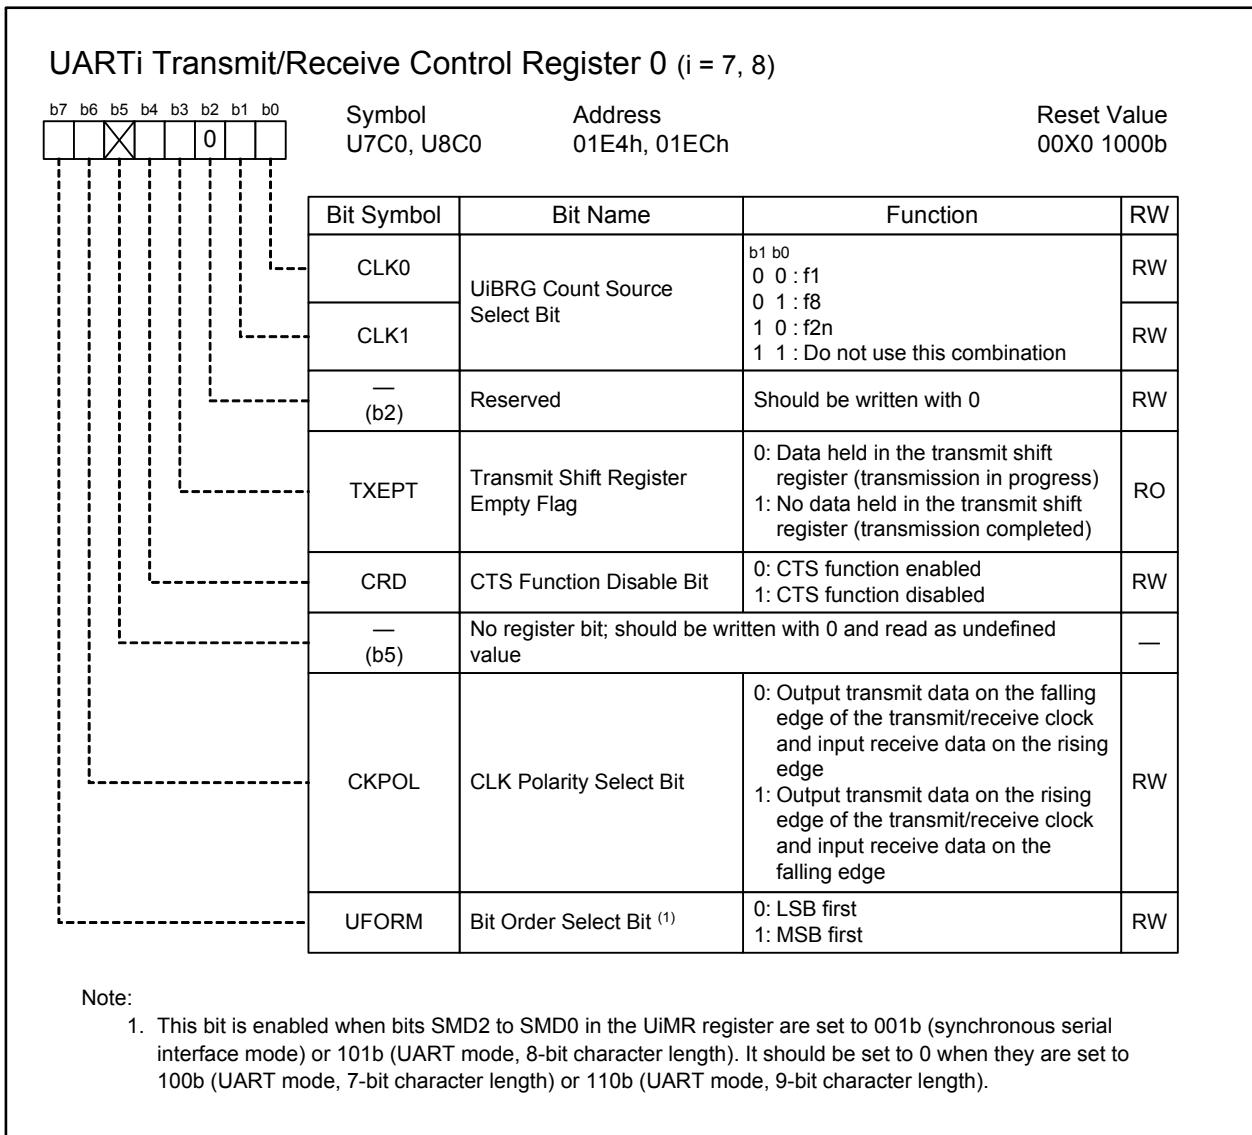 UARTi Transmit/Receive Control Register 0 (i = 7, 8)
b7 b6 b5 b4 b3 b2 b1 b0
0
Symbol Address Reset Value
U7C0, U8C0 01E4h, 01ECh 00X0 1000b
Bit Symbol Bit Name Function RW
CLK0
UiBRG Count Source
Select Bit
b1 b0
0 0 : f1
0 1 : f8
1 0 : f2n
1 1 : Do not use this combination
RW
CLK1
RW
—
(b2)
Reserved
Should be written with 0
RW
TXEPT
Transmit Shift Register
Empty Flag
0: Data held in the transmit shift
register (transmission in progress)
1: No data held in the transmit shift
register (transmission completed)
RO
CRD
CTS Function Disable Bit
0: CTS function enabled
1: CTS function disabled
RW
—
(b5)
No register bit; should be written with 0 and read as undefined
value
—
CKPOL
CLK Polarity Select Bit
0: Output transmit data on the falling
edge of the transmit/receive clock
and input receive data on the rising
edge
1: Output transmit data on the rising
edge of the transmit/receive clock
and input receive data on the
falling edge
RW
UFORM
Bit Order Select Bit (1)
0: LSB first
1: MSB first
RW
Note:
1. This bit is enabled when bits SMD2 to SMD0 in the UiMR register are set to 001b (synchronous serial
interface mode) or 101b (UART mode, 8-bit character length). It should be set to 0 when they are set to
100b (UART mode, 7-bit character length) or 110b (UART mode, 9-bit character length).